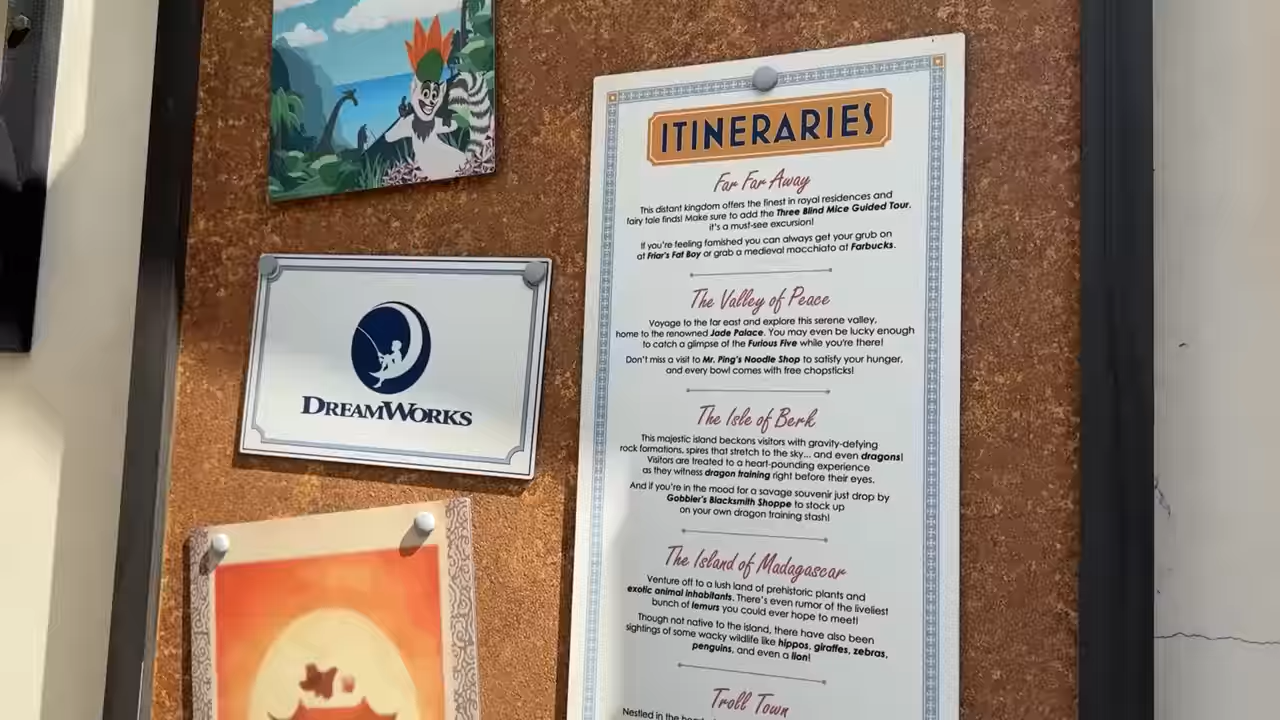 ITINERARIES
Far Far Away
This distant kingdom offers the finest in royal residences and
fairy tale finds! Make sure to add the Three Blind Mice Guided Tour,
it's a must-see excursion!
If you're feeling famished you can always get your grub on
at Friar's Fat Boy or grab a medieval macchiato at Farbucks.
The Valley of Peace
Voyage to the far east and explore this serene valley,
home to the renowned Jade Palace. You may even be lucky enough
to catch a glimpse of the Furious Five while you're there!
Don't miss a visit to Mr. Ping's Noodle Shop to satisfy your hunger,
and every bowl comes with free chopsticks!
The Isle of Berk
This majestic island beckons visitors with gravity-defying
rock formations, spires that stretch to the sky... and even dragons!
Visitors are treated to a heart-pounding experience
as they witness dragon training right before their eyes.
And if you're in the mood for a savage souvenir just drop by
Gobbler's Blacksmith Shoppe to stock up
on your own dragon training stash!
The Island of Madagascar
Venture off to a lush land of prehistoric plants and
exotic animal inhabitants. There's even rumor of the liveliest
bunch of lemurs you could ever hope to meet!
Though not native to the island, there have also been
sightings of some wacky wildlife like hippos, giraffes, zebras,
penguins, and even a lion!
Troll Town
Nestled in the
DREAMWORKS